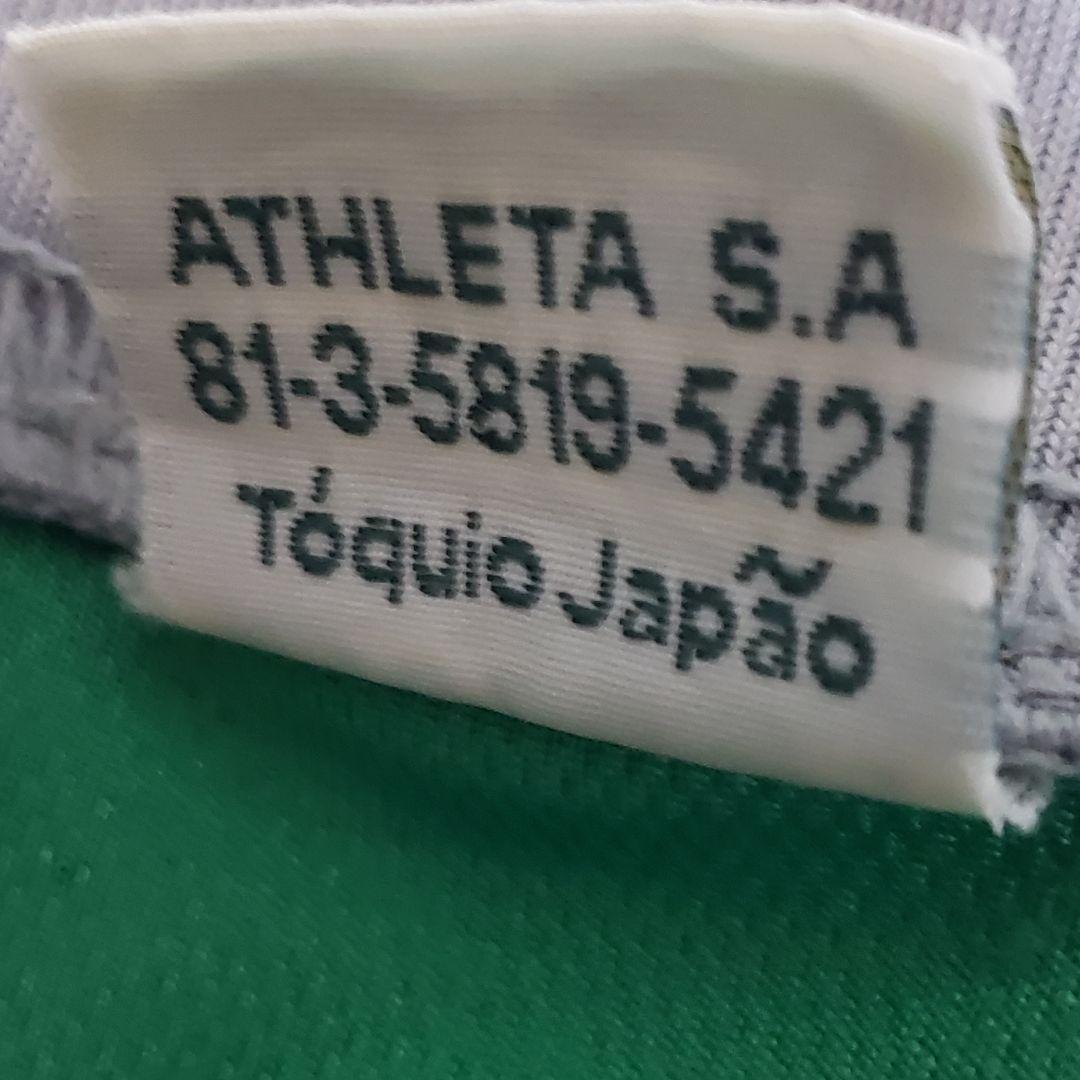 ATHLETA S.A
81-3-5819-5421
Tóquio Japão